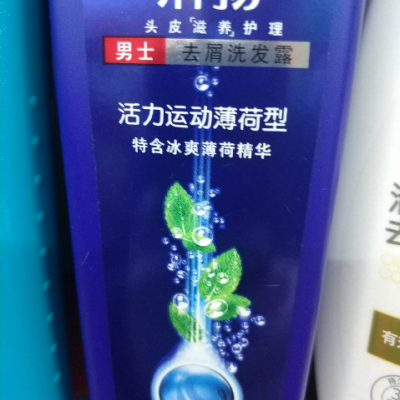 头皮「滋养」护理
男士 去屑洗发露
活力运动薄荷型
特含冰爽薄荷精华
去